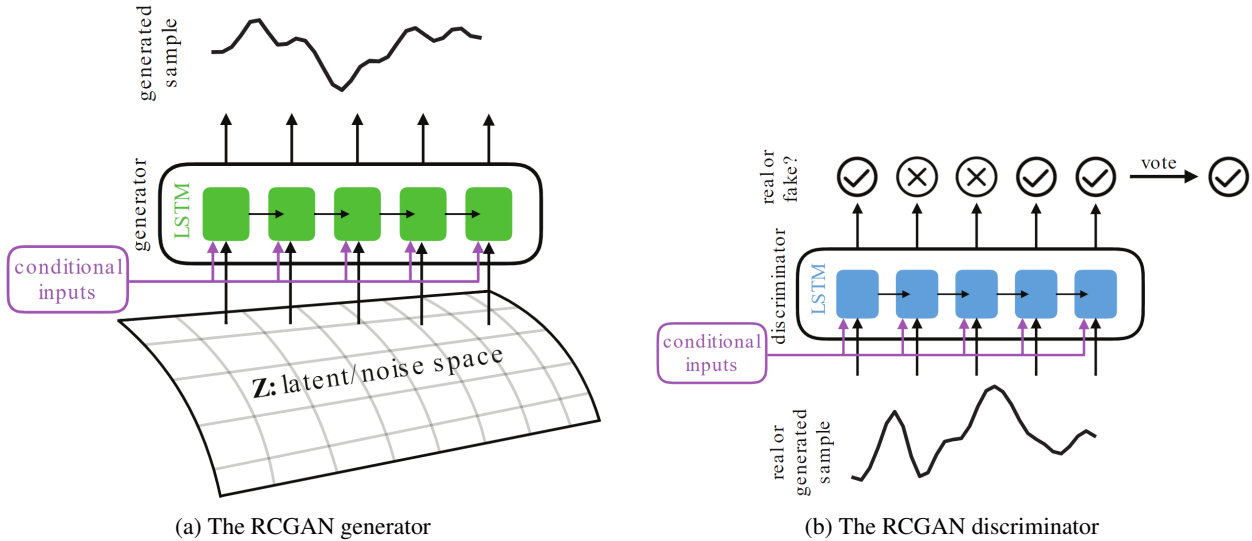 generated
sample
generator
LSTM
conditional
inputs
Z: latent/noise space
(a) The RCGAN generator
real or
fake?
vote
discriminator
LSTM
conditional
inputs
real or
generated
sample
(b) The RCGAN discriminator